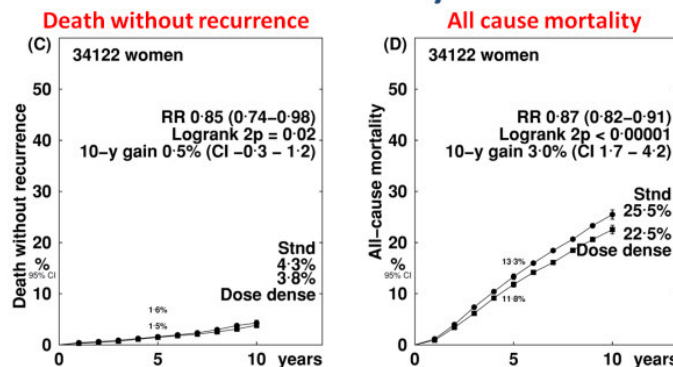 Death without recurrence
(C)
34122 women
60
50
40
30
20
10
0
Death without recurrence
%
95% CI
RR 0·85 (0·74–0·98)
Logrank 2p = 0·02
10-y gain 0·5% (CI –0·3 – 1·2)
Stnd
4·3%
3·8%
Dose dense
1·6%
1·5%
0
5
10
years
All cause mortality
(D)
34122 women
60
50
40
30
20
10
0
All–cause mortality
%
95% CI
RR 0·87 (0·82–0·91)
Logrank 2p < 0·00001
10-y gain 3·0% (CI 1·7 – 4·2)
Stnd
25·5%
22·5%
Dose dense
13·3%
11·8%
0
5
10
years